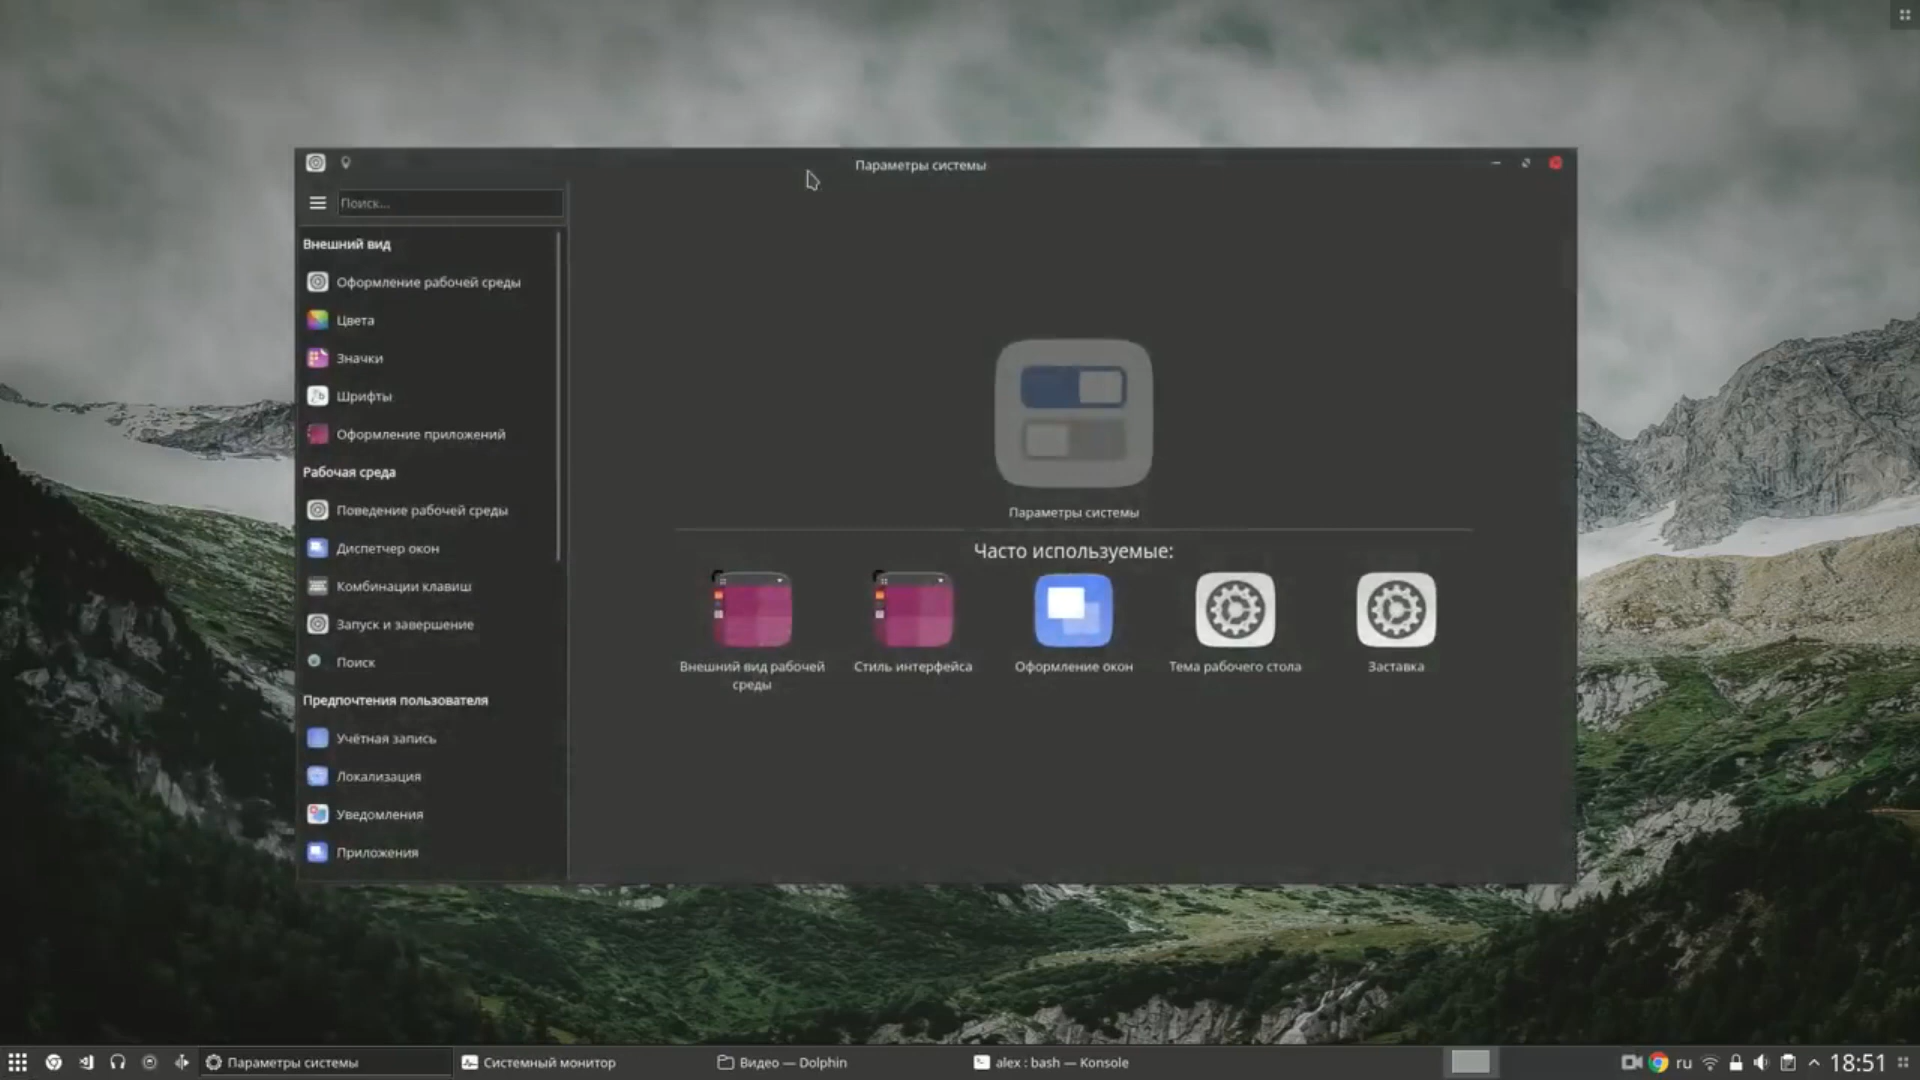 Параметры системы
Поиск...
Внешний вид
Оформление рабочей среды
Цвета
Значки
Шрифты
Оформление приложений
Рабочая среда
Поведение рабочей среды
Диспетчер окон
Комбинации клавиш
Запуск и завершение
Поиск
Предпочтения пользователя
Учётная запись
Локализация
Уведомления
Приложения
Параметры системы
Часто используемые:
Внешний вид рабочей
среды
Стиль интерфейса
Оформление окон
Тема рабочего стола
Заставка
Параметры системы
Системный монитор
Видео — Dolphin
alex : bash — Konsole
ru
18:51